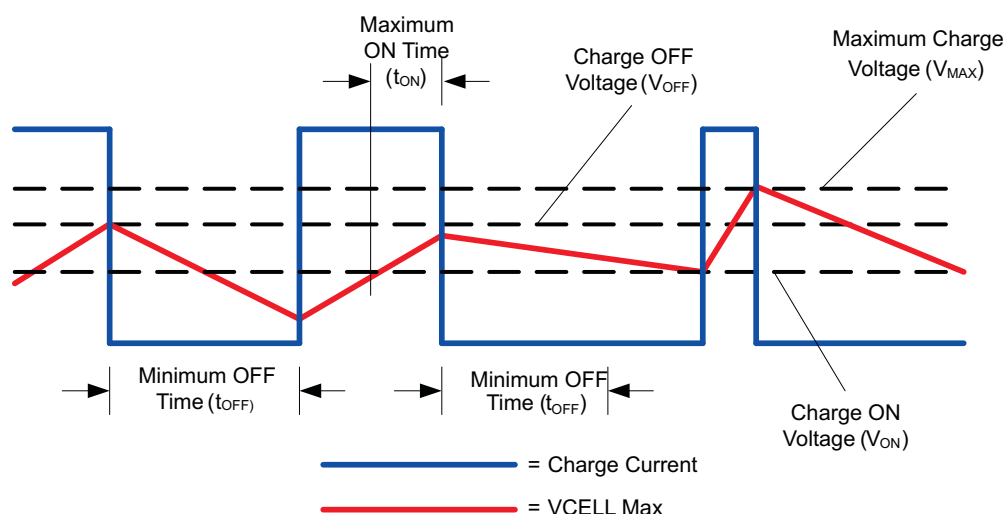 Maximum
ON Time
(tON)
Charge OFF
Voltage (VOFF)
Maximum Charge
Voltage (VMAX)
Minimum OFF
Time (tOFF)
Minimum OFF
Time (tOFF)
Charge ON
Voltage (VON)
= Charge Current
= VCELL Max